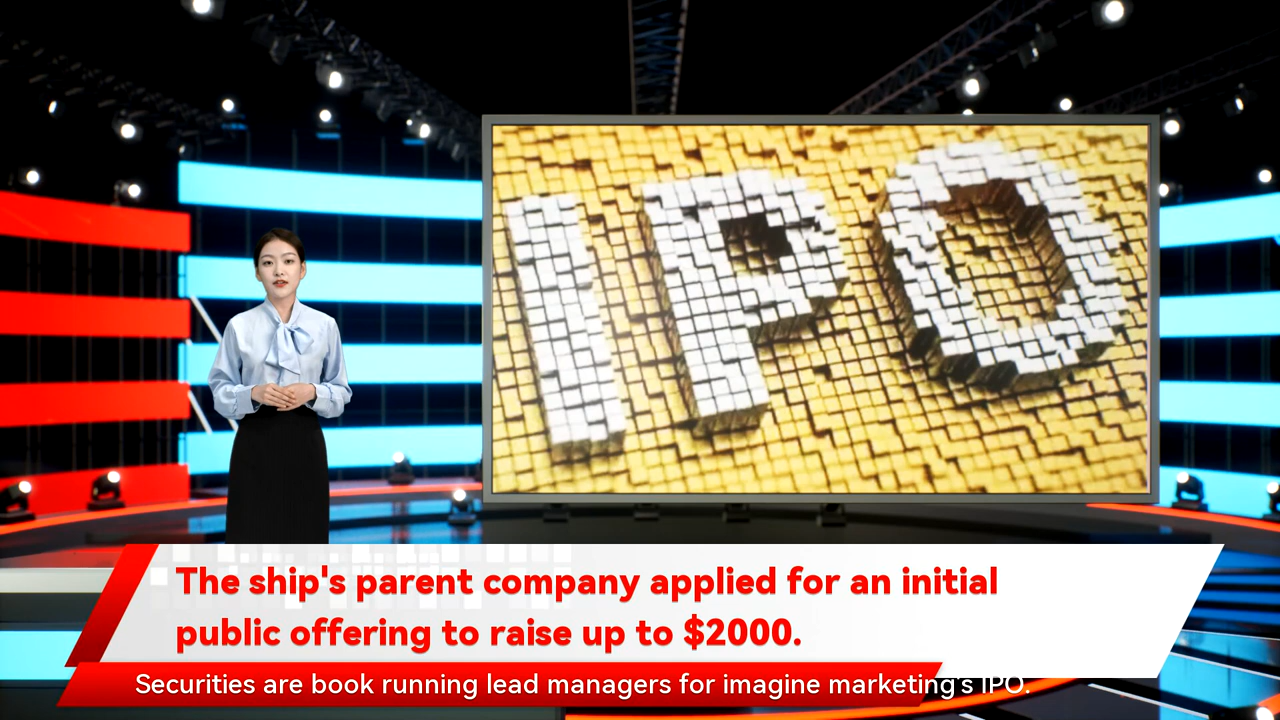 IPO
The ship's parent company applied for an initial
public offering to raise up to $2000.
Securities are book running lead managers for imagine marketing's IPO.